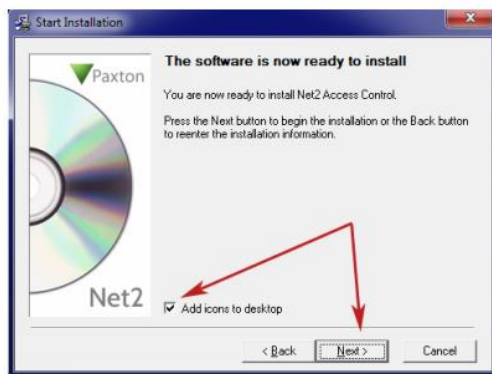 Start Installation
Paxton
The software is now ready to install
You are now ready to install Net2 Access Control.
Press the Next button to begin the installation or the Back button
to reenter the installation information.
Net2
Add icons to desktop
< Back
Next >
Cancel